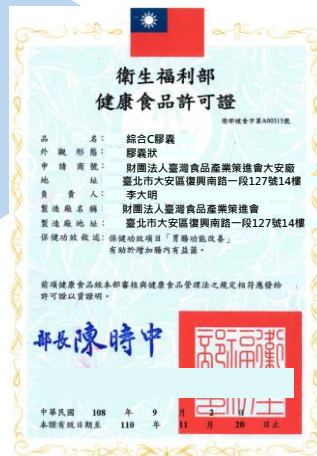 衛生福利部
健康食品許可證
衛部健食字第A00315號
品名： 綜合C膠囊
外觀形態： 膠囊狀
申請商號： 財團法人臺灣食品產業策進會大安廠
地址： 臺北市大安區復興南路一段127號14樓
負責人： 李大明
製造廠名稱： 財團法人臺灣食品產業策進會
製造廠地址： 臺北市大安區復興南路一段127號14樓
保健功效敘述： 保健功效項目「胃腸功能改善」
有助於增加腸內有益菌。
前項健康食品經本部審核與健康食品管理法之規定相符應發給
許可證以資證明。
部長陳時中
中華民國 108 年 9 月 2 日
本證有效日期至 110 年 11 月 20 日止